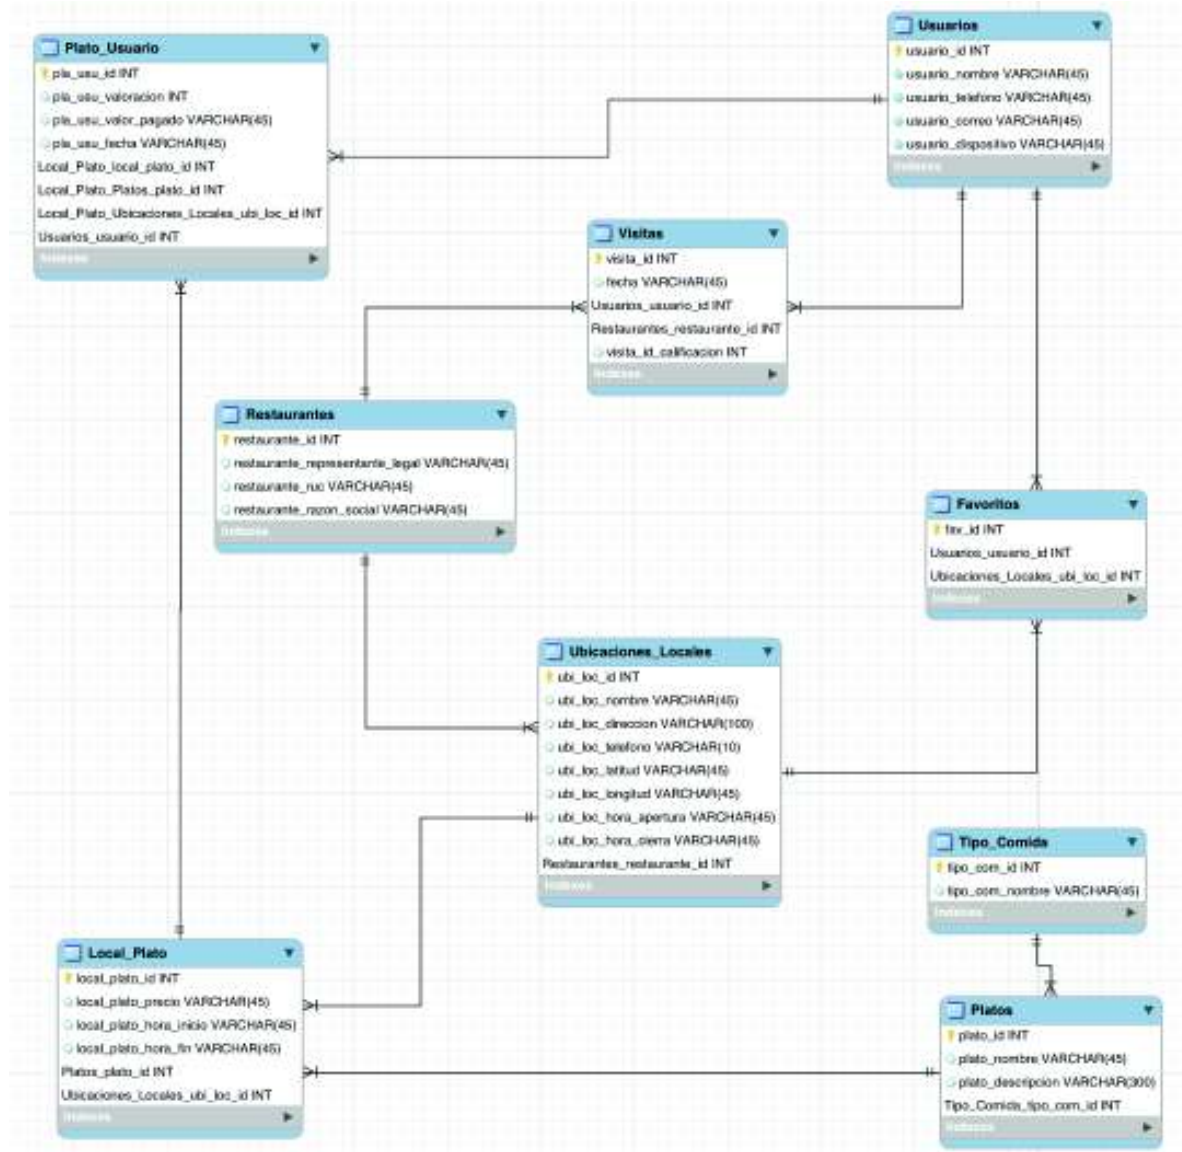 Plato_Usuario
pla_usu_id INT
pla_usu_valoracion INT
pla_usu_valor_pagado VARCHAR(45)
pla_usu_fecha VARCHAR(45)
Local_Plato_local_plato_id INT
Local_Plato_Platos_plato_id INT
Local_Plato_Ubicaciones_Locales_ubi_loc_id INT
Usuarios_usuario_id INT
Indexes
Usuarios
usuario_id INT
usuario_nombre VARCHAR(45)
usuario_telefono VARCHAR(45)
usuario_correo VARCHAR(45)
usuario_dispositivo VARCHAR(45)
Indexes
Visitas
visita_id INT
fecha VARCHAR(45)
Usuarios_usuario_id INT
Restaurantes_restaurante_id INT
visita_id_calificacion INT
Indexes
Restaurantes
restaurante_id INT
restaurante_representante_legal VARCHAR(45)
restaurante_ruc VARCHAR(45)
restaurante_razon_social VARCHAR(45)
Indexes
Favoritos
fav_id INT
Usuarios_usuario_id INT
Ubicaciones_Locales_ubi_loc_id INT
Indexes
Ubicaciones_Locales
ubi_loc_id INT
ubi_loc_nombre VARCHAR(45)
ubi_loc_direccion VARCHAR(100)
ubi_loc_telefono VARCHAR(10)
ubi_loc_latitud VARCHAR(45)
ubi_loc_longitud VARCHAR(45)
ubi_loc_hora_apertura VARCHAR(45)
ubi_loc_hora_cierra VARCHAR(45)
Restaurantes_restaurante_id INT
Indexes
Tipo_Comida
tipo_com_id INT
tipo_com_nombre VARCHAR(45)
Indexes
Local_Plato
local_plato_id INT
local_plato_precio VARCHAR(45)
local_plato_hora_inicio VARCHAR(45)
local_plato_hora_fin VARCHAR(45)
Platos_plato_id INT
Ubicaciones_Locales_ubi_loc_id INT
Indexes
Platos
plato_id INT
plato_nombre VARCHAR(45)
plato_descripcion VARCHAR(300)
Tipo_Comida_tipo_com_id INT
Indexes